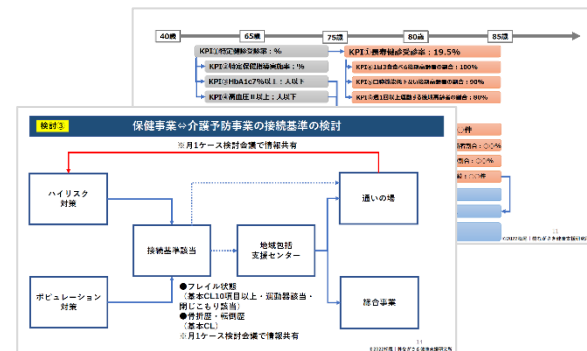 40歳
65歳
75歳
80歳
85歳
KPI①特定健診受診率：％
KPI①医療健診受診率：19.5％
KPI②特定保健指導実施率：％
KPI③HbA1c7％以上：人以下
KPI④高血圧Ⅱ以上：人以下
検討③
保健事業⇔介護予防事業の接続基準の検討
※月1ケース検討会議で情報共有
ハイリスク
対策
通いの場
接続基準該当
地域包括
支援センター
ポピュレーション
対策
総合事業
●フレイル状態
（基本CL10項目以上・運動器該当・
閉じこもり該当）
●骨折歴・転倒歴
（基本CL）
※月1ケース検討会議で情報共有